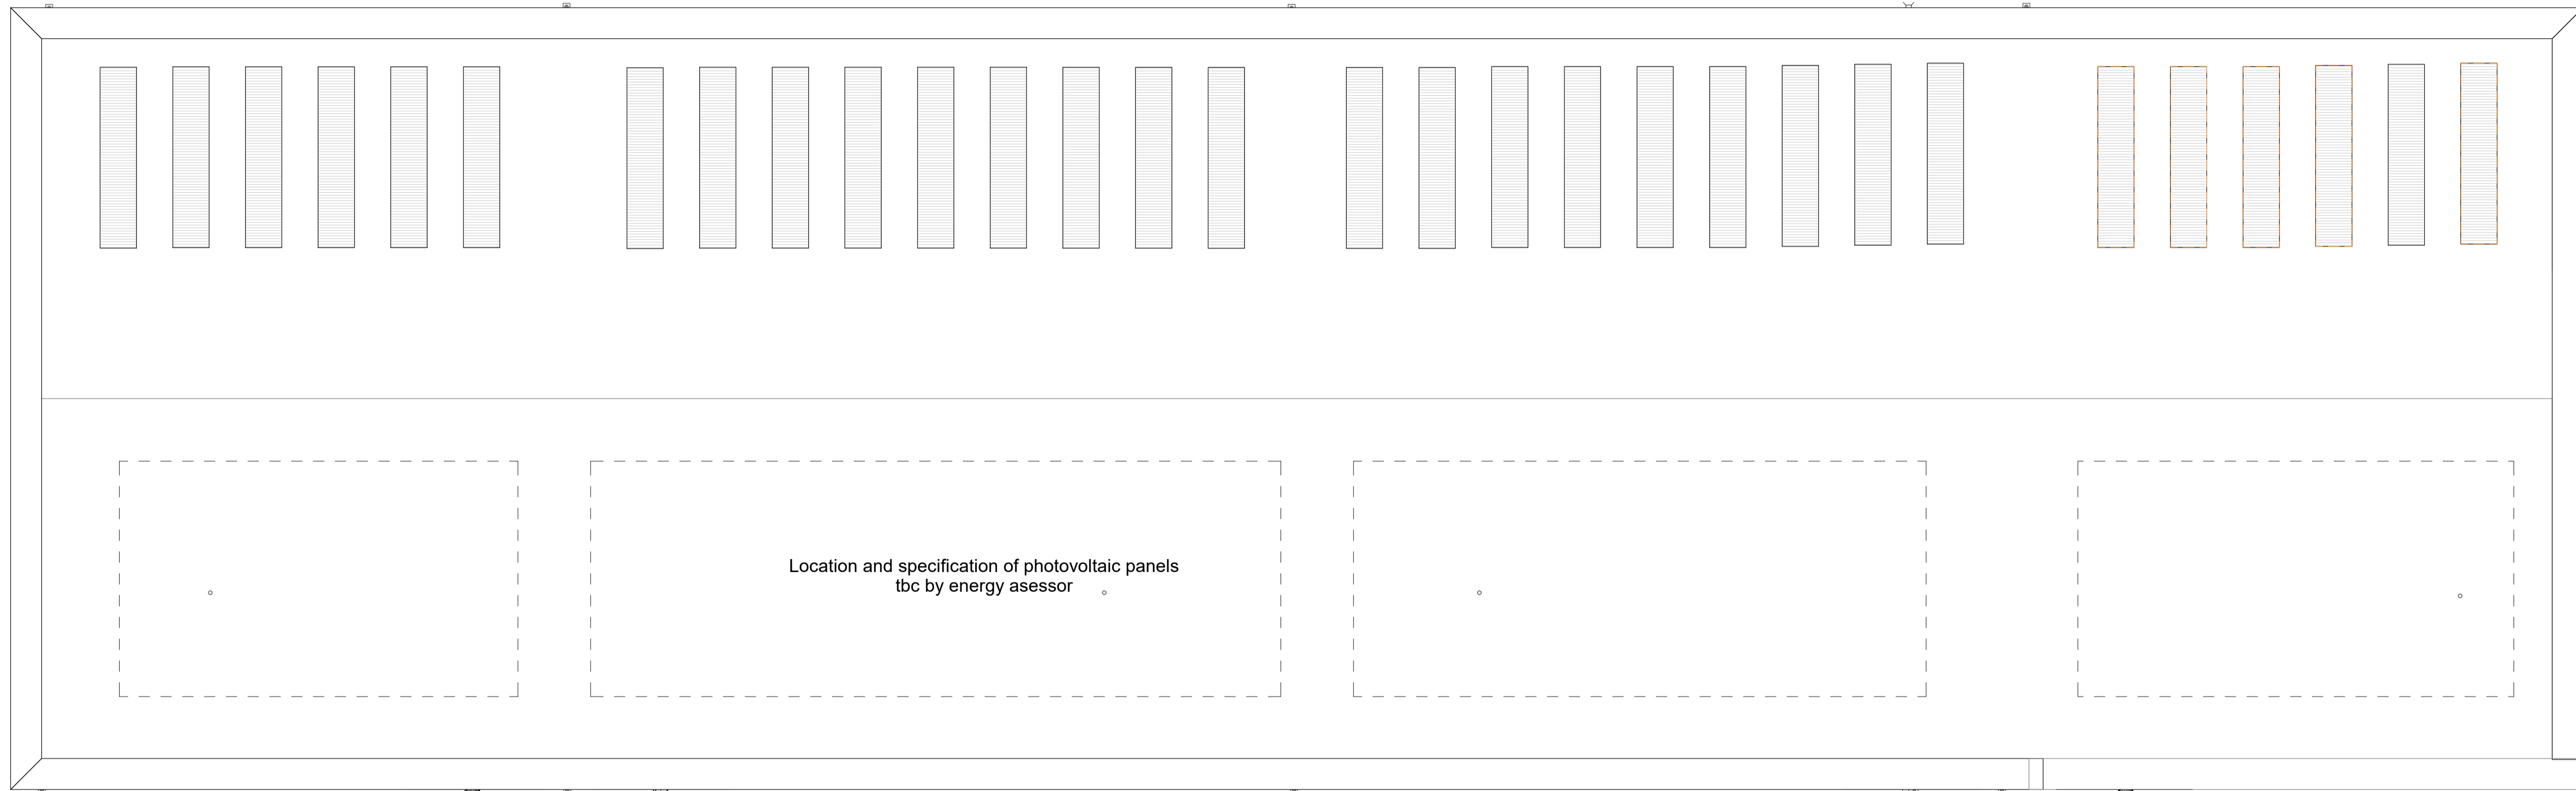 Location and specification of photovoltaic panels
tbc by energy asessor